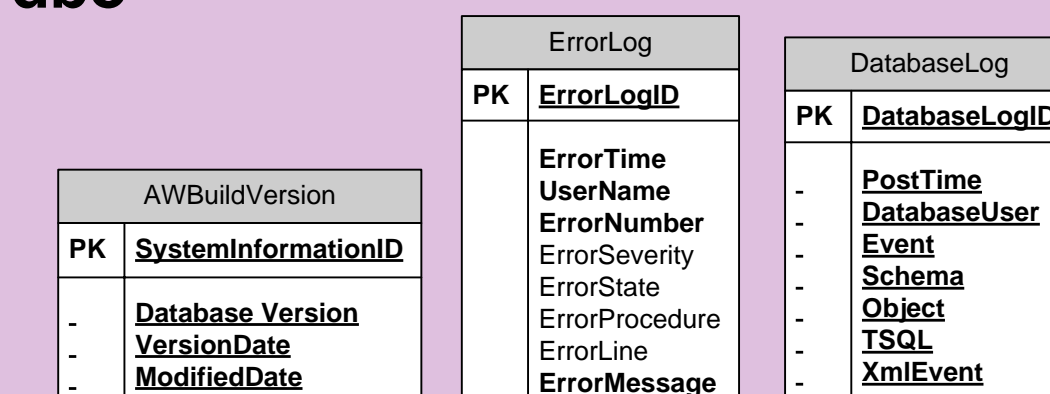 dbo
ErrorLog
PK ErrorLogID
ErrorTime
UserName
ErrorNumber
ErrorSeverity
ErrorState
ErrorProcedure
ErrorLine
ErrorMessage
DatabaseLog
PK DatabaseLogID
- PostTime
- DatabaseUser
- Event
- Schema
- Object
- TSQL
- XmlEvent
AWBuildVersion
PK SystemInformationID
- Database Version
- VersionDate
- ModifiedDate